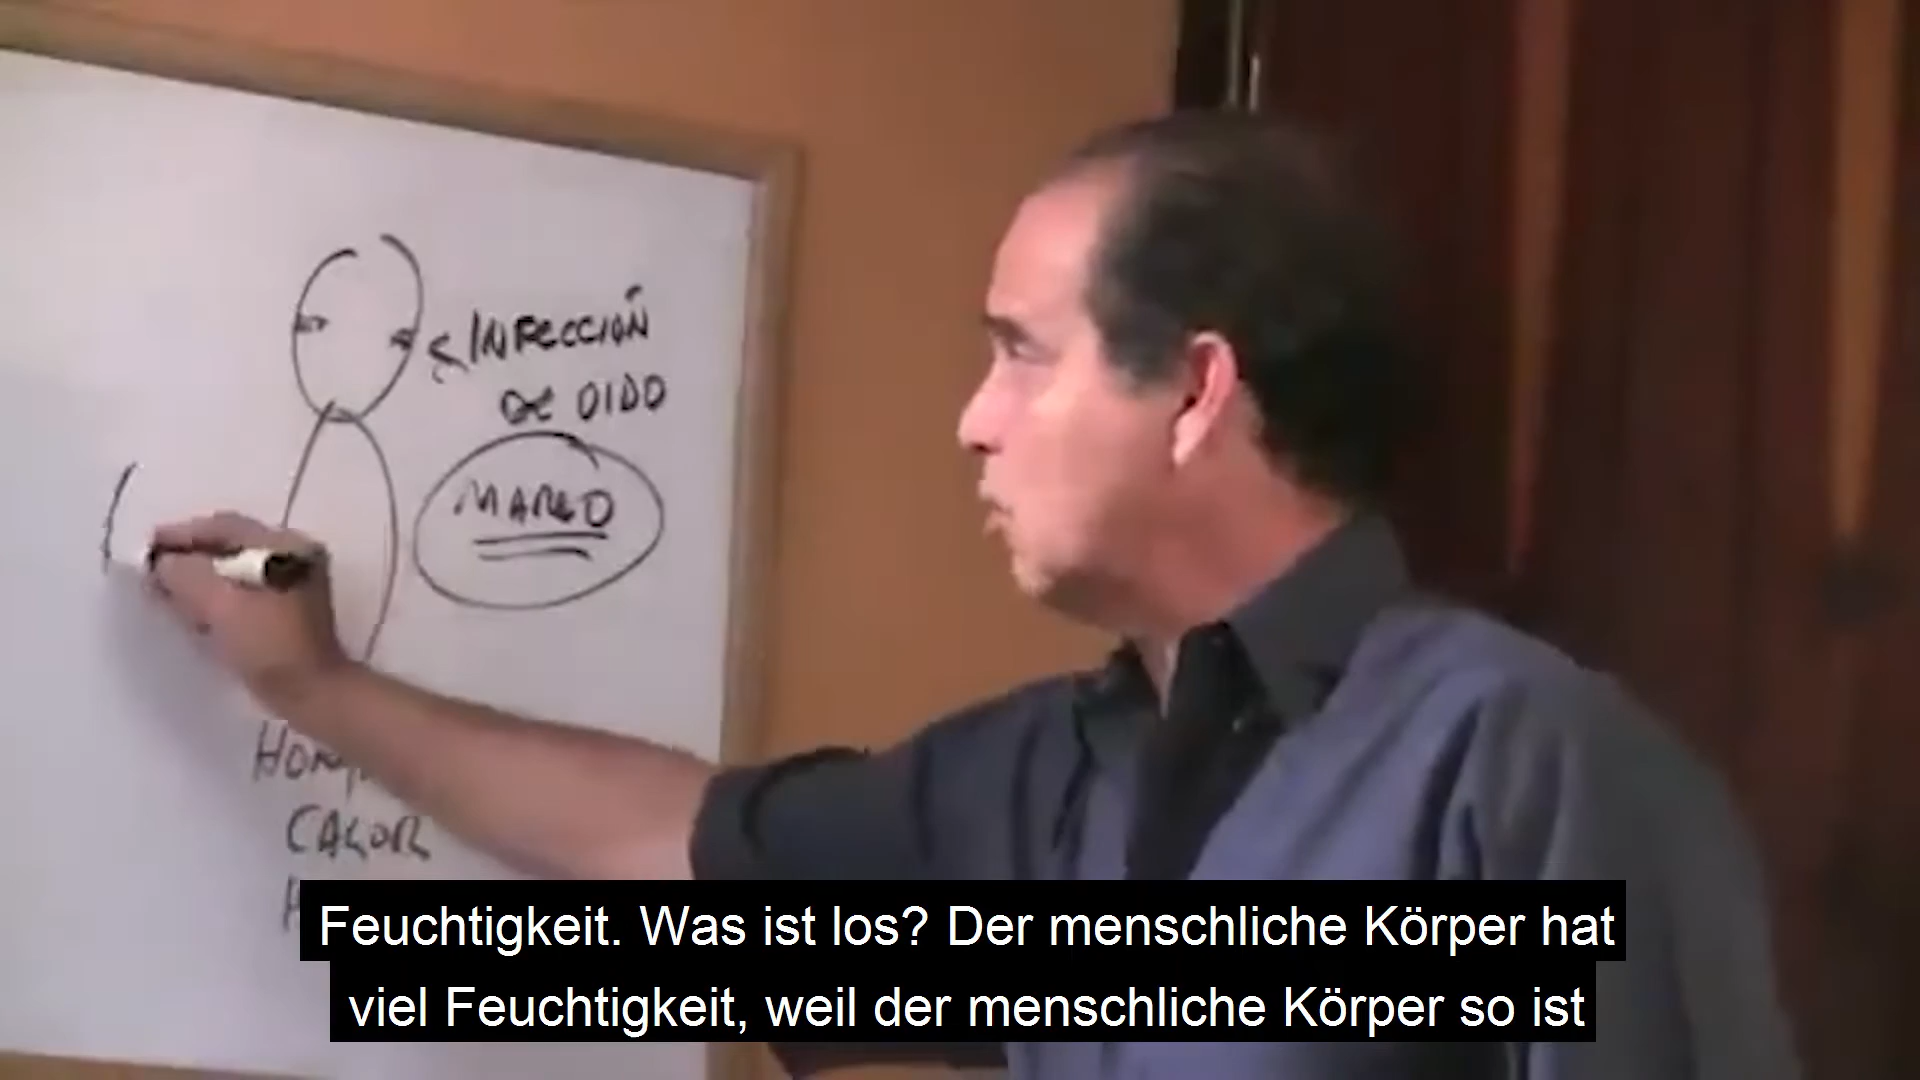 INFECCIÓN
DE OIDO
MAREO
CALOR
Feuchtigkeit. Was ist los? Der menschliche Körper hat
viel Feuchtigkeit, weil der menschliche Körper so ist